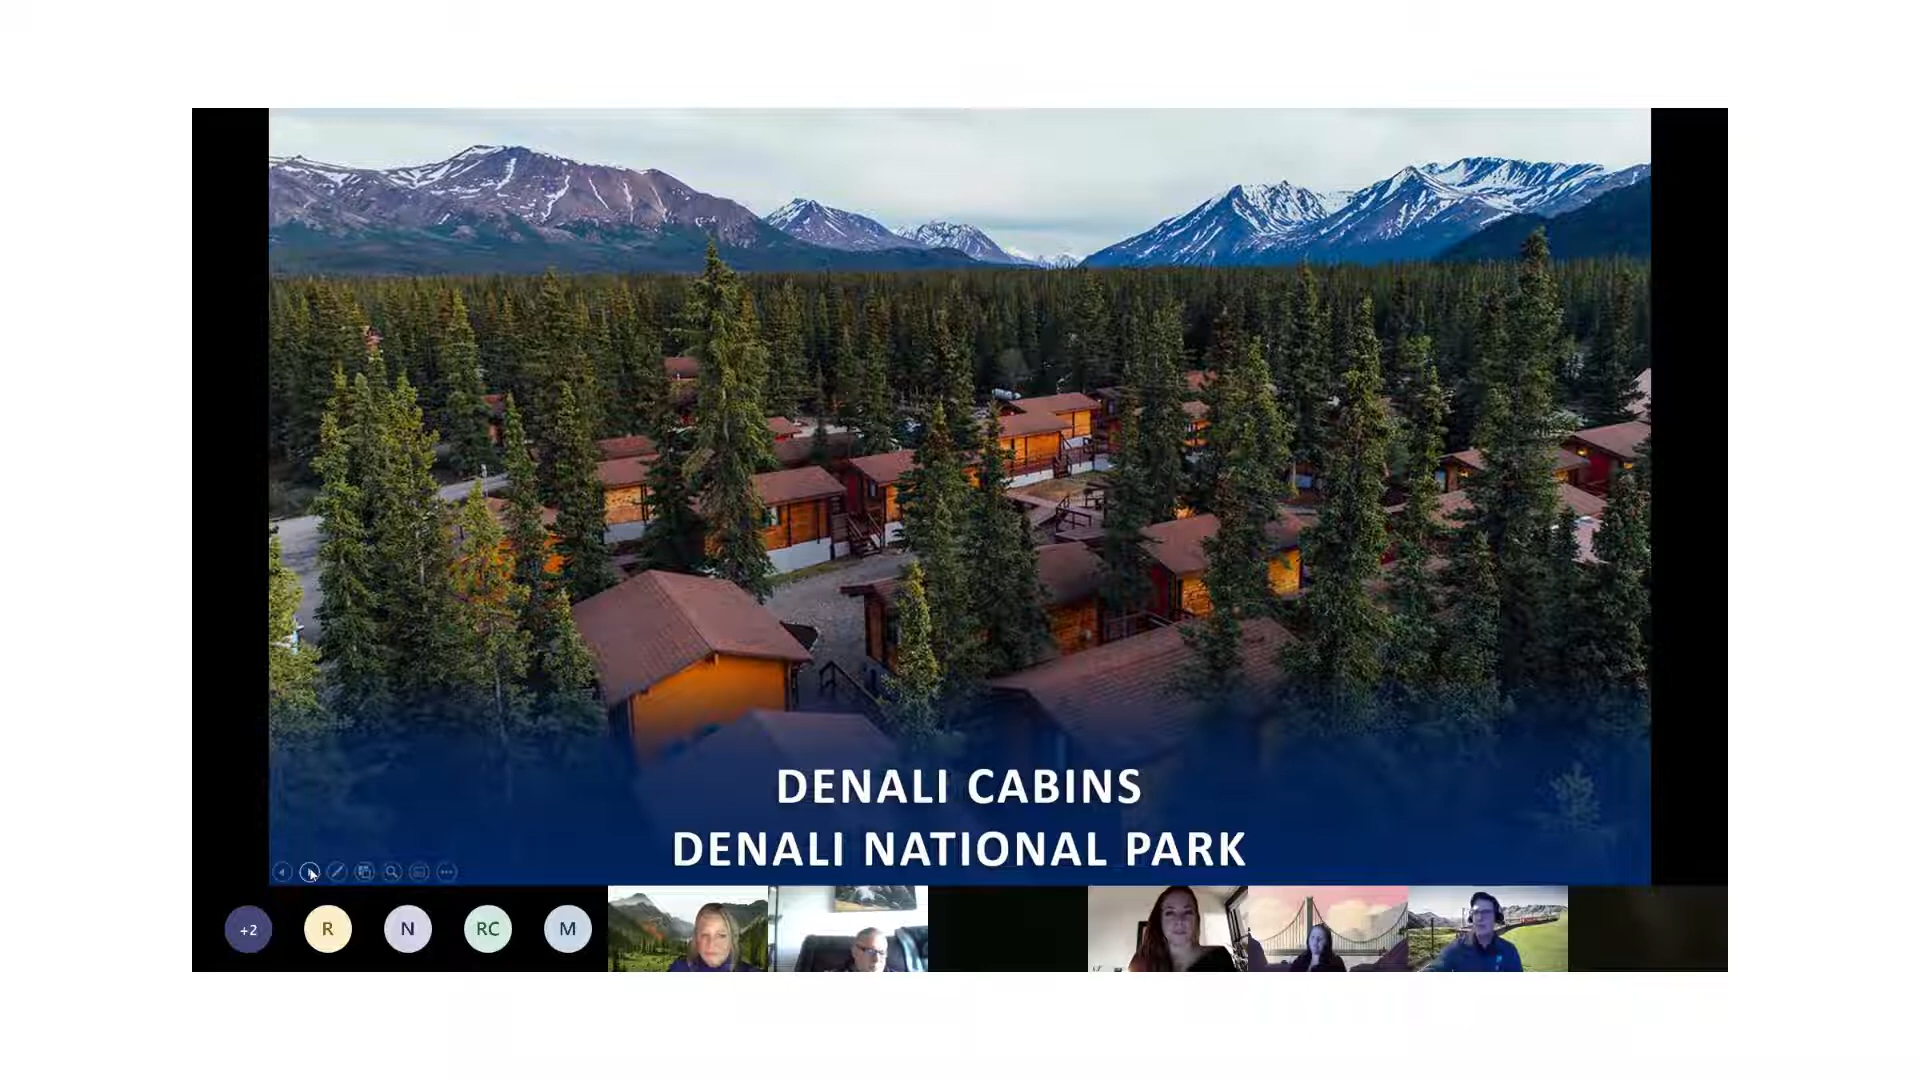 DENALI CABINS
DENALI NATIONAL PARK
+2
R
N
RC
M